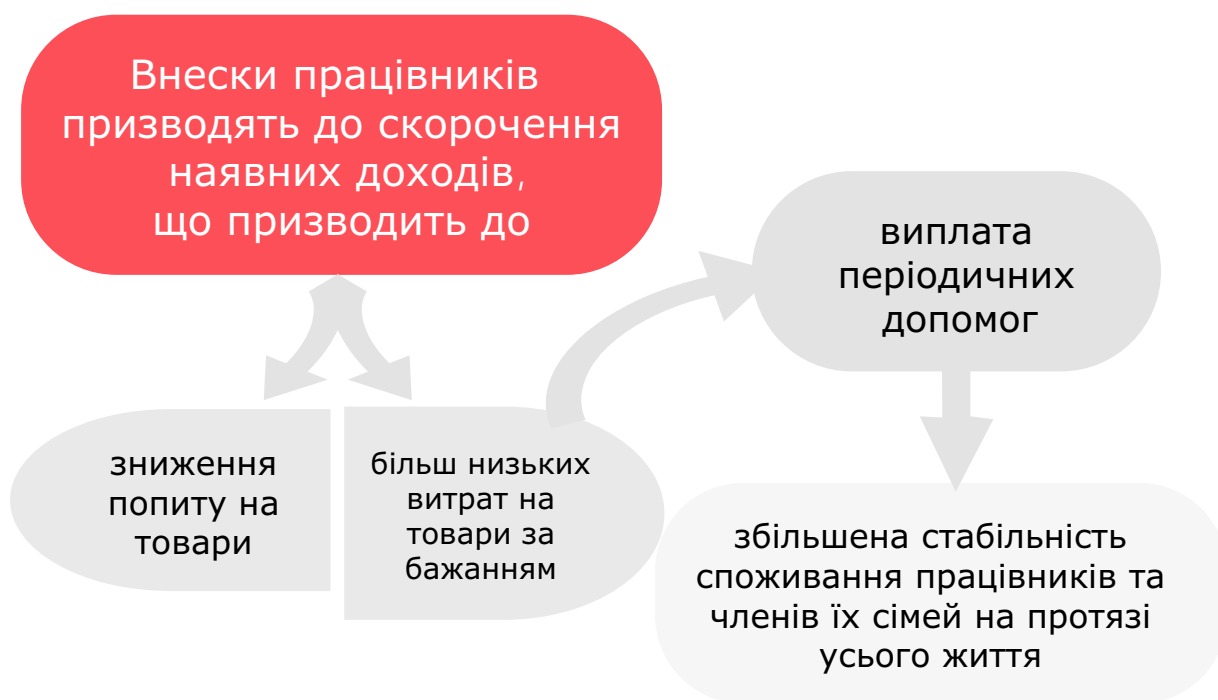 Внески працівників
призводять до скорочення
наявних доходів,
що призводить до
зниження
попиту на
товари
більш низьких
витрат на
товари за
бажанням
виплата
періодичних
допомог
збільшена стабільність
споживання працівників та
членів їх сімей на протязі
усього життя